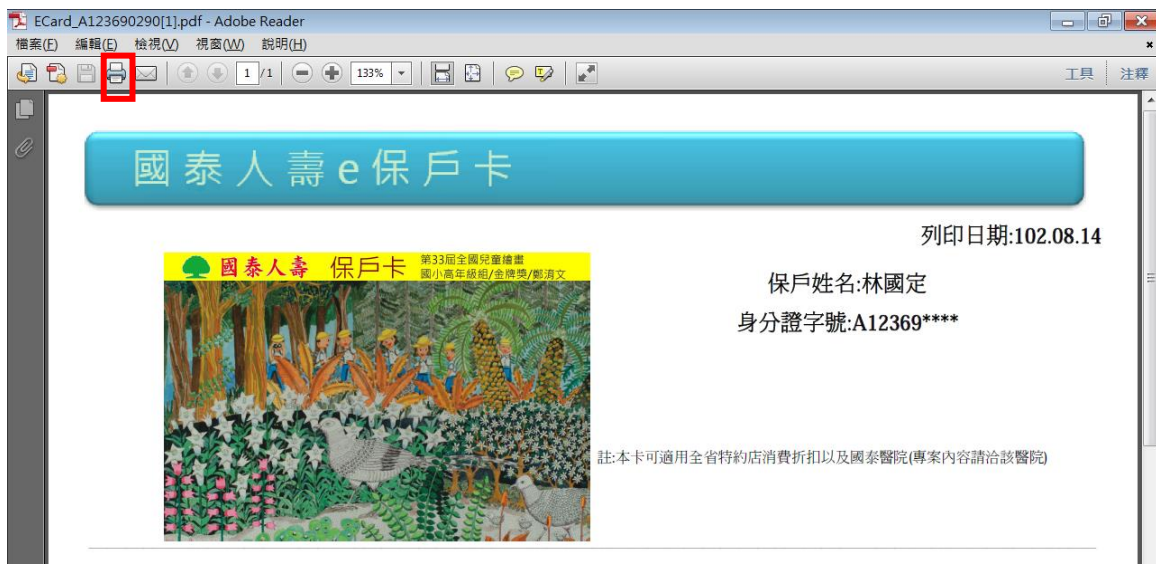 ECard_A123690290[1].pdf - Adobe Reader
檔案(F) 編輯(E) 檢視(V) 視窗(W) 說明(H)
1 / 1 133% 工具 注釋
國泰人壽e保戶卡
列印日期:102.08.14
國泰人壽 保戶卡 第33屆全國兒童繪畫
國小高年級組/金牌獎/鄭淯文
保戶姓名:林國定
身分證字號:A12369****
註:本卡可適用全省特約店消費折扣以及國泰醫院(專案內容請洽該醫院)